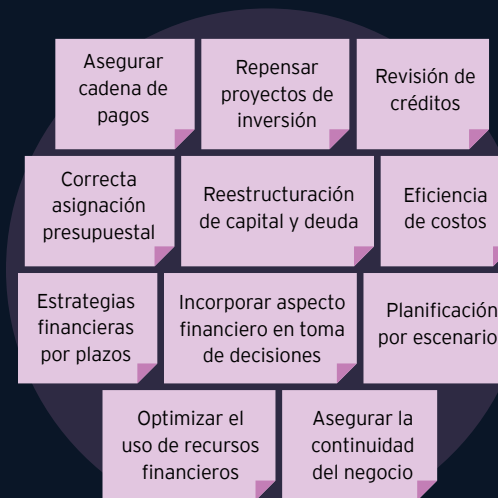 Asegurar
cadena de
pagos
Repensar
proyectos de
inversión
Revisión de
créditos
Correcta
asignación
presupuestal
Reestructuración
de capital y deuda
Eficiencia
de costos
Estrategias
financieras
por plazos
Incorporar aspecto
financiero en toma
de decisiones
Planificación
por escenario
Optimizar el
uso de recursos
financieros
Asegurar la
continuidad
del negocio